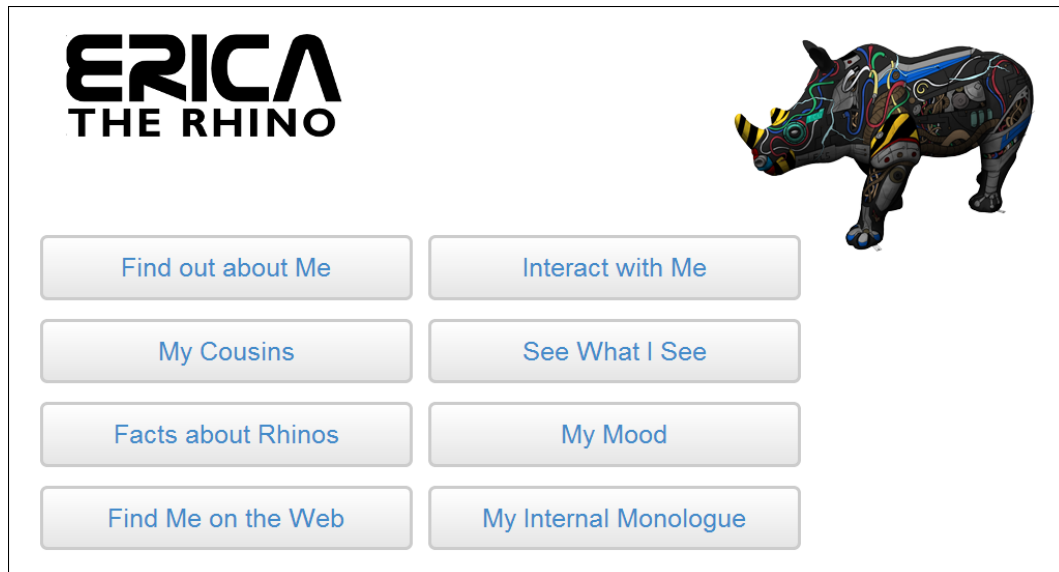 ERICA
THE RHINO
Find out about Me
Interact with Me
My Cousins
See What I See
Facts about Rhinos
My Mood
Find Me on the Web
My Internal Monologue